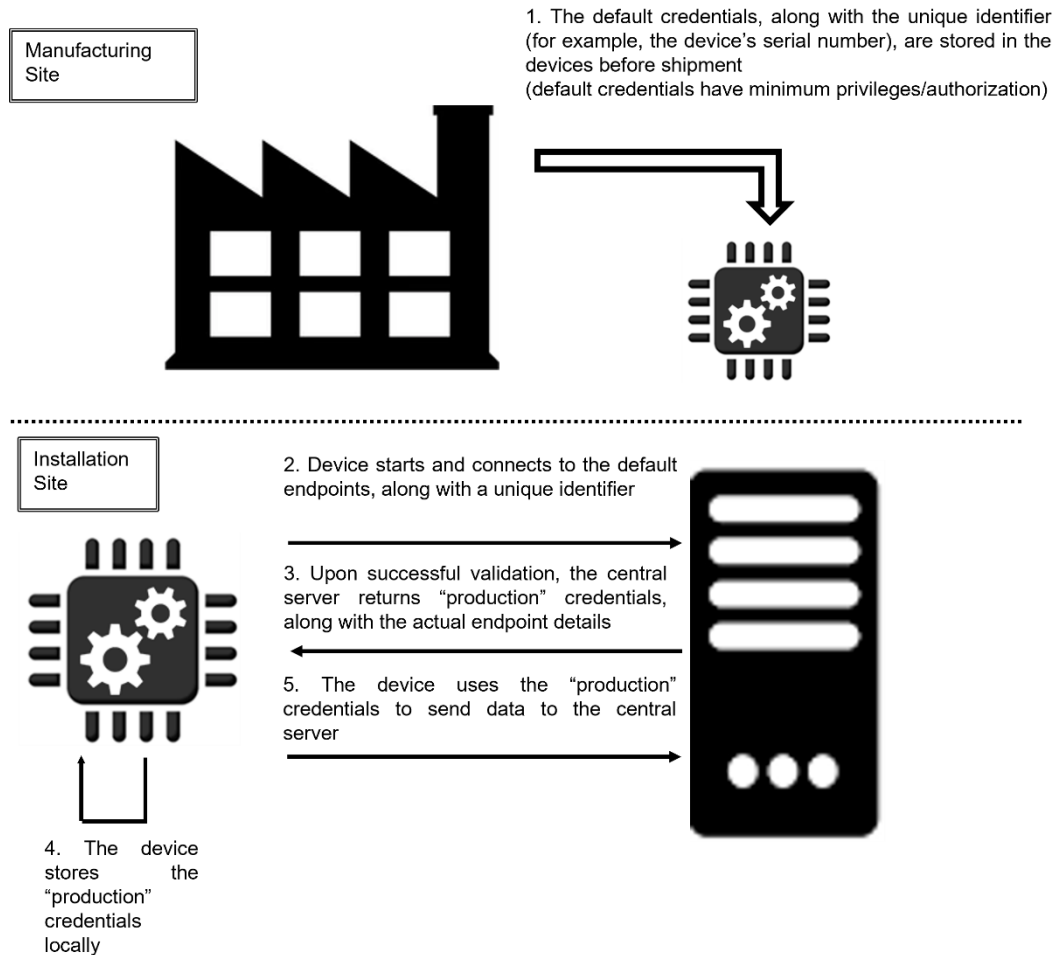 Manufacturing
Site
1. The default credentials, along with the unique identifier
(for example, the device’s serial number), are stored in the
devices before shipment
(default credentials have minimum privileges/authorization)
Installation
Site
2. Device starts and connects to the default
endpoints, along with a unique identifier
3. Upon successful validation, the central
server returns “production” credentials,
along with the actual endpoint details
5. The device uses the “production”
credentials to send data to the central
server
4. The device
stores the
“production”
credentials
locally